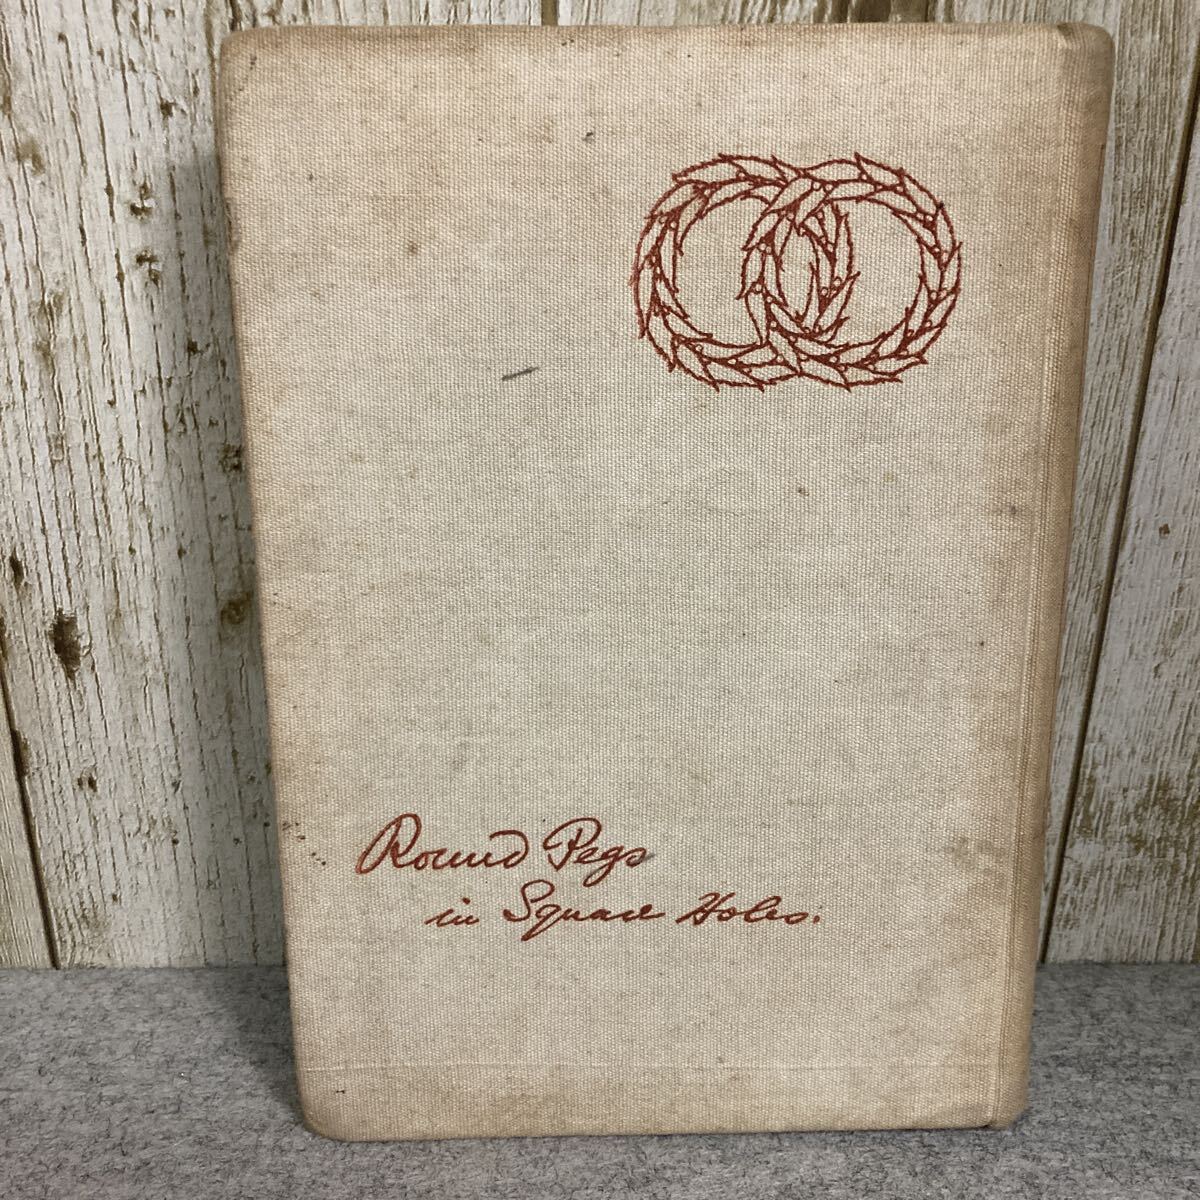 Round Pegs
in Square Holes.